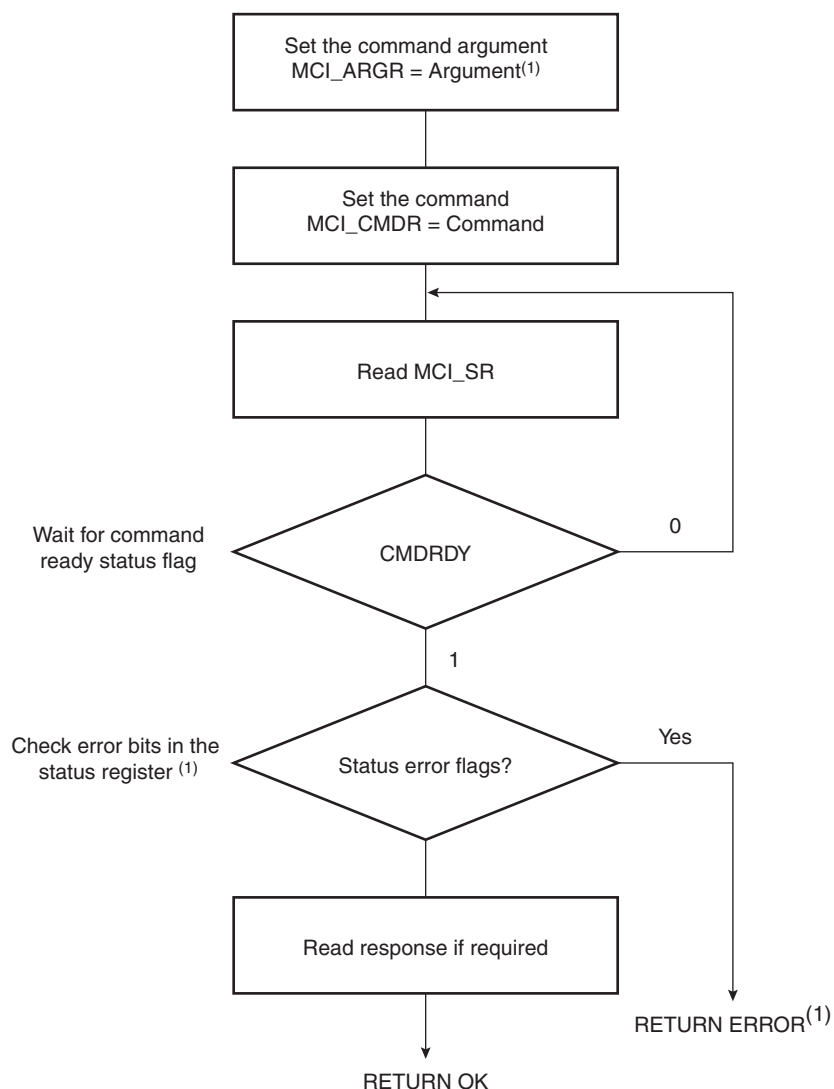 Set the command argument
MCI_ARGR = Argument(1)
Set the command
MCI_CMDR = Command
Read MCI_SR
Wait for command
ready status flag
CMDRDY
0
1
Check error bits in the
status register (1)
Status error flags?
Yes
Read response if required
RETURN ERROR(1)
RETURN OK